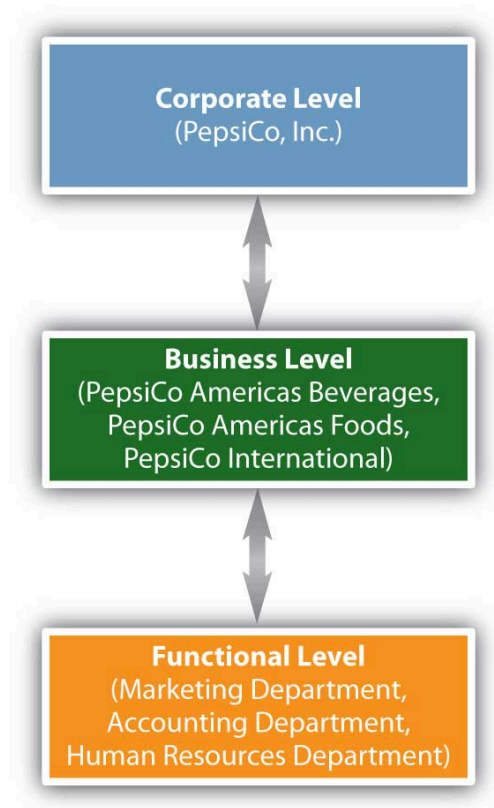 Corporate Level
(PepsiCo, Inc.)
Business Level
(PepsiCo Americas Beverages,
PepsiCo Americas Foods,
PepsiCo International)
Functional Level
(Marketing Department,
Accounting Department,
Human Resources Department)